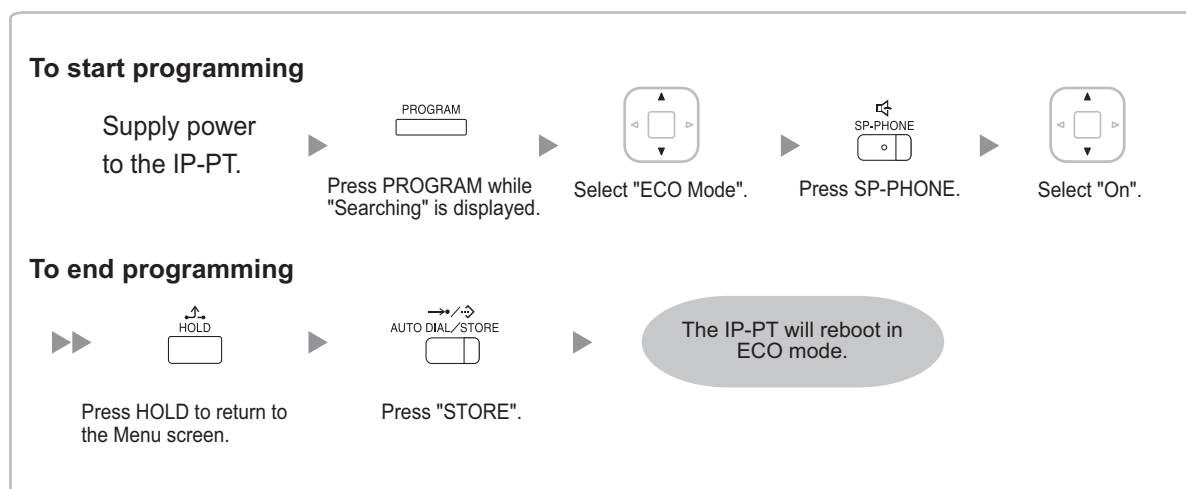 To start programming
Supply power
to the IP-PT.
PROGRAM
Press PROGRAM while
"Searching" is displayed.
Select "ECO Mode".
SP-PHONE
Press SP-PHONE.
Select "On".
To end programming
HOLD
Press HOLD to return to
the Menu screen.
AUTO DIAL/STORE
Press "STORE".
The IP-PT will reboot in
ECO mode.